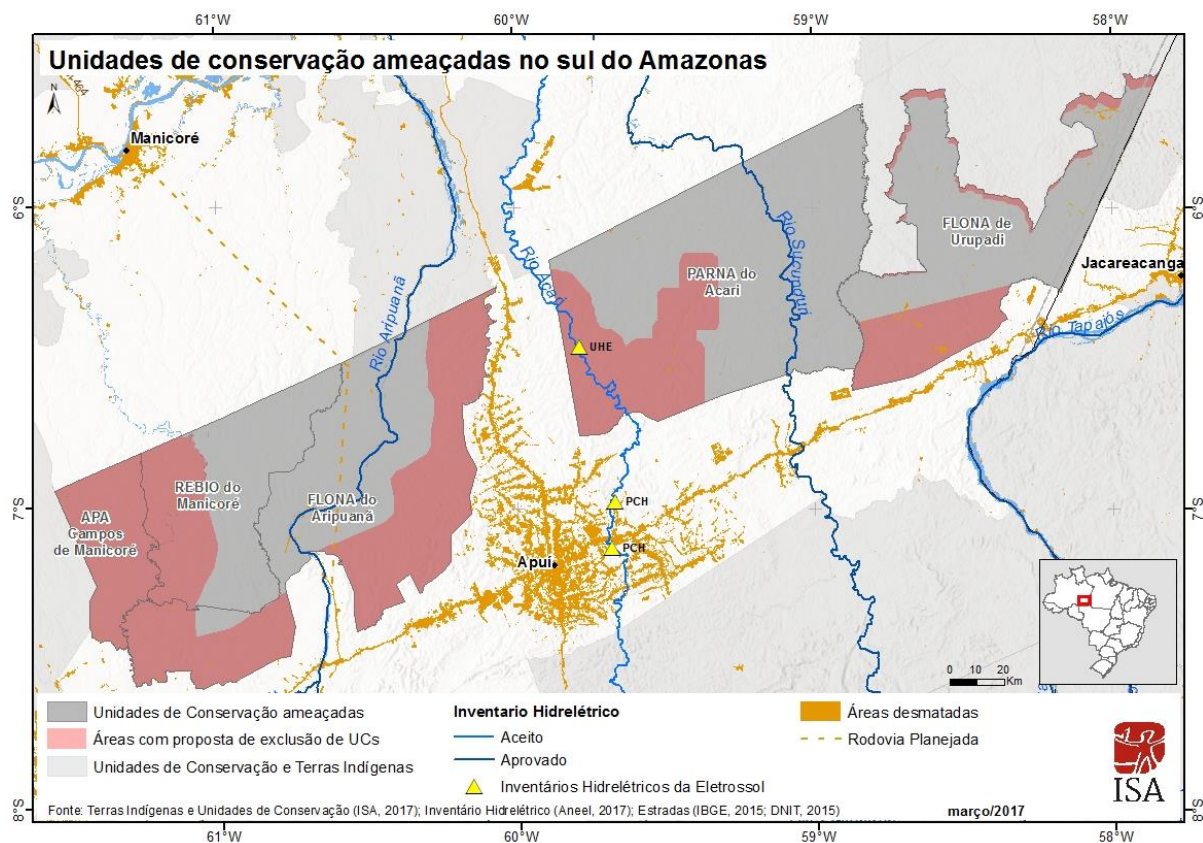 61°W 60°W 59°W 58°W
Unidades de conservação ameaçadas no sul do Amazonas
N
464
Manicoré
6°S 6°S
FLONA de
Urupadi
Jacareacanga
Rio Acari
PARNA do
Acari
Rio Sucunduri
Rio Aripuanã
Rio Tapajós
UHE
REBIO do
Manicoré
FLONA do
Aripuanã
APA
Campos
de Manicoré
7°S 7°S
PCH
PCH
Apuí
0 10 20
Km
Unidades de Conservação ameaçadas
Áreas com proposta de exclusão de UCs
Unidades de Conservação e Terras Indígenas
Inventario Hidrelétrico
Aceito
Aprovado
Inventários Hidrelétricos da Eletrossol
Áreas desmatadas
Rodovia Planejada
ISA
8°S 8°S
Fonte: Terras Indígenas e Unidades de Conservação (ISA, 2017); Inventário Hidrelétrico (Aneel, 2017); Estradas (IBGE, 2015; DNIT, 2015) março/2017
61°W 60°W 59°W 58°W